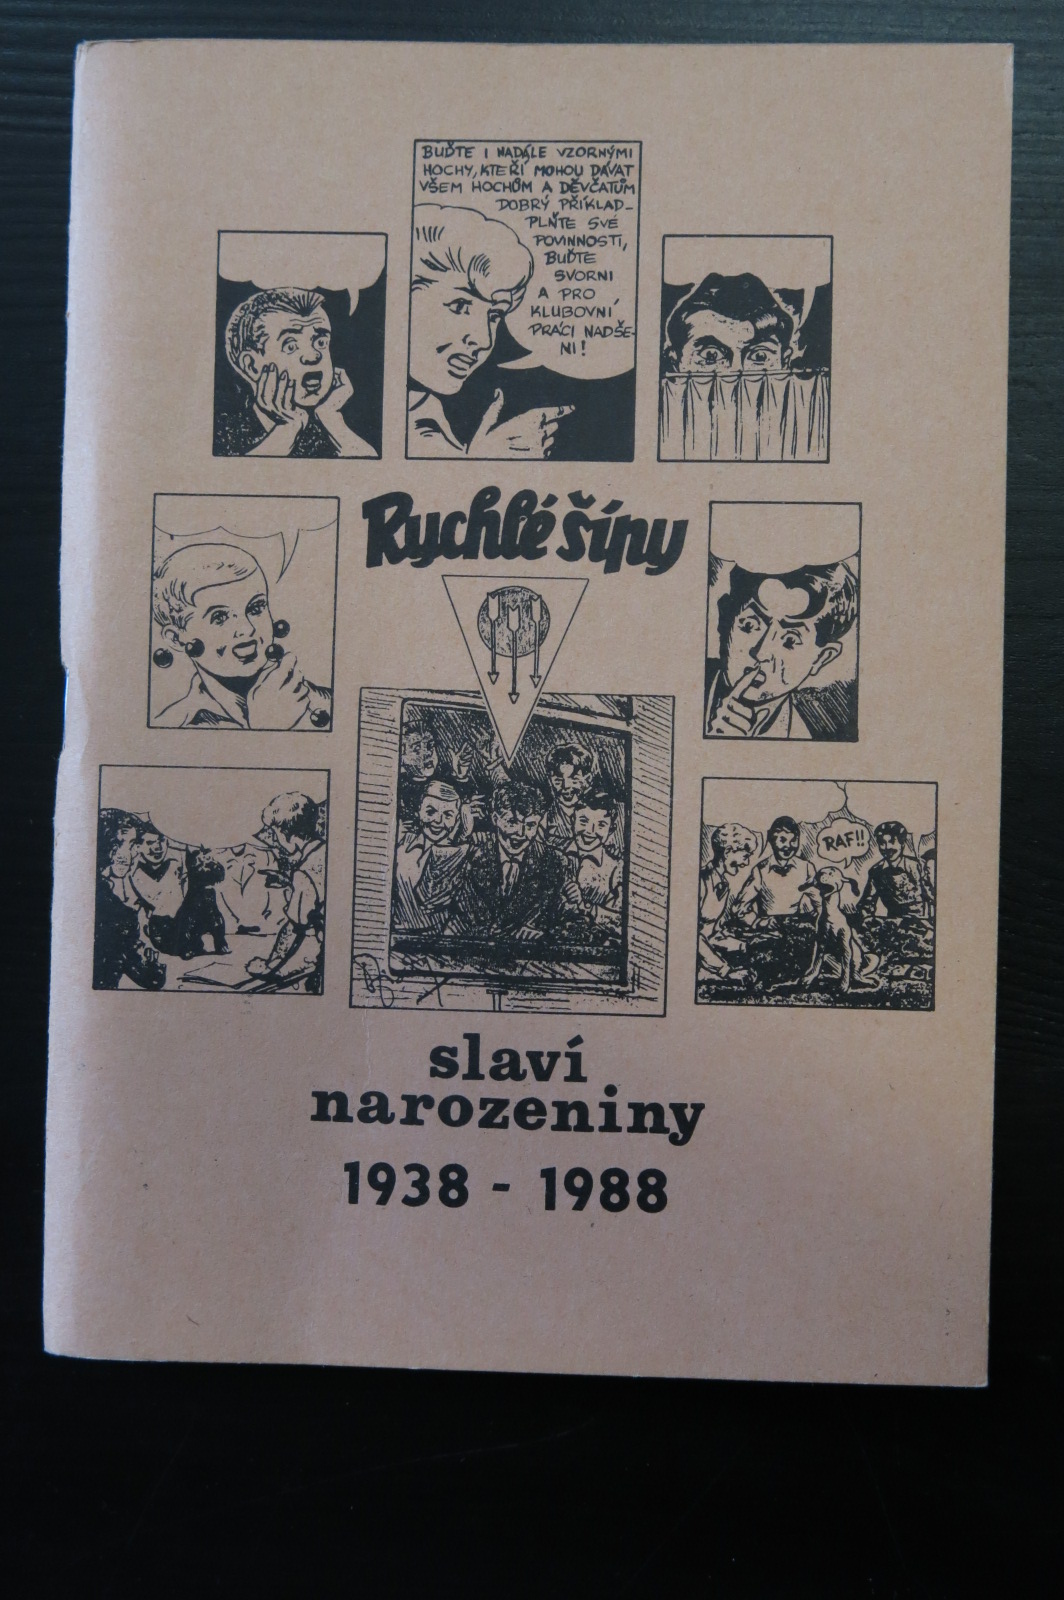 BUĎTE I NADÁLE VZORNÝMI
HOCHY, KTEŘÍ MOHOU DÁVAT
VŠEM HOCHŮM A DĚVČATŮM
DOBRÝ PŘÍKLAD_
PLŇTE SVÉ
POVINNOSTI,
BUĎTE
SVORNI
A PRO
KLUBOVNÍ
PRÁCI NADŠE-
NI!
Rychlé šípy
RAF!!
slaví
narozeniny
1938 - 1988